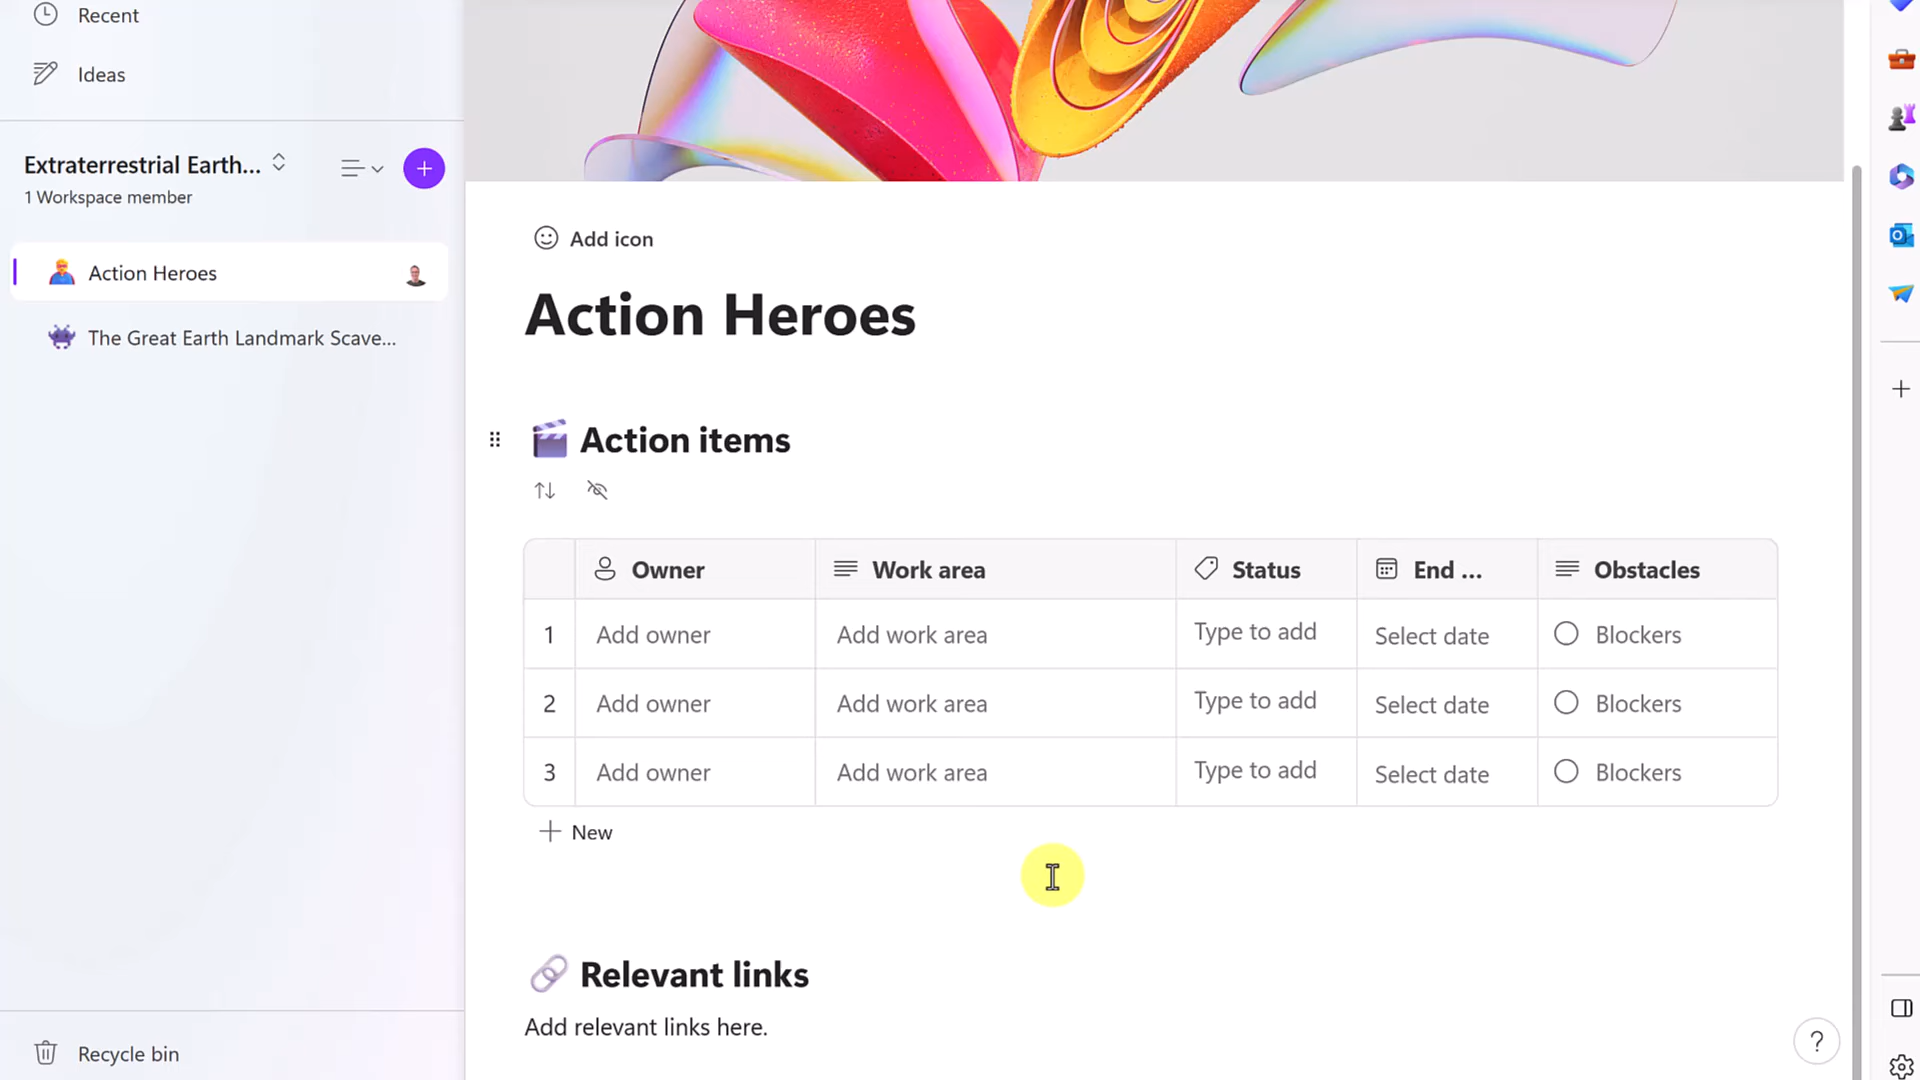 Recent
Ideas
Extraterrestrial Earth...
1 Workspace member
Action Heroes
The Great Earth Landmark Scave...
Recycle bin
Add icon
Action Heroes
Action items
Owner Work area Status End ... Obstacles
1 Add owner Add work area Type to add Select date Blockers
2 Add owner Add work area Type to add Select date Blockers
3 Add owner Add work area Type to add Select date Blockers
New
Relevant links
Add relevant links here.
?